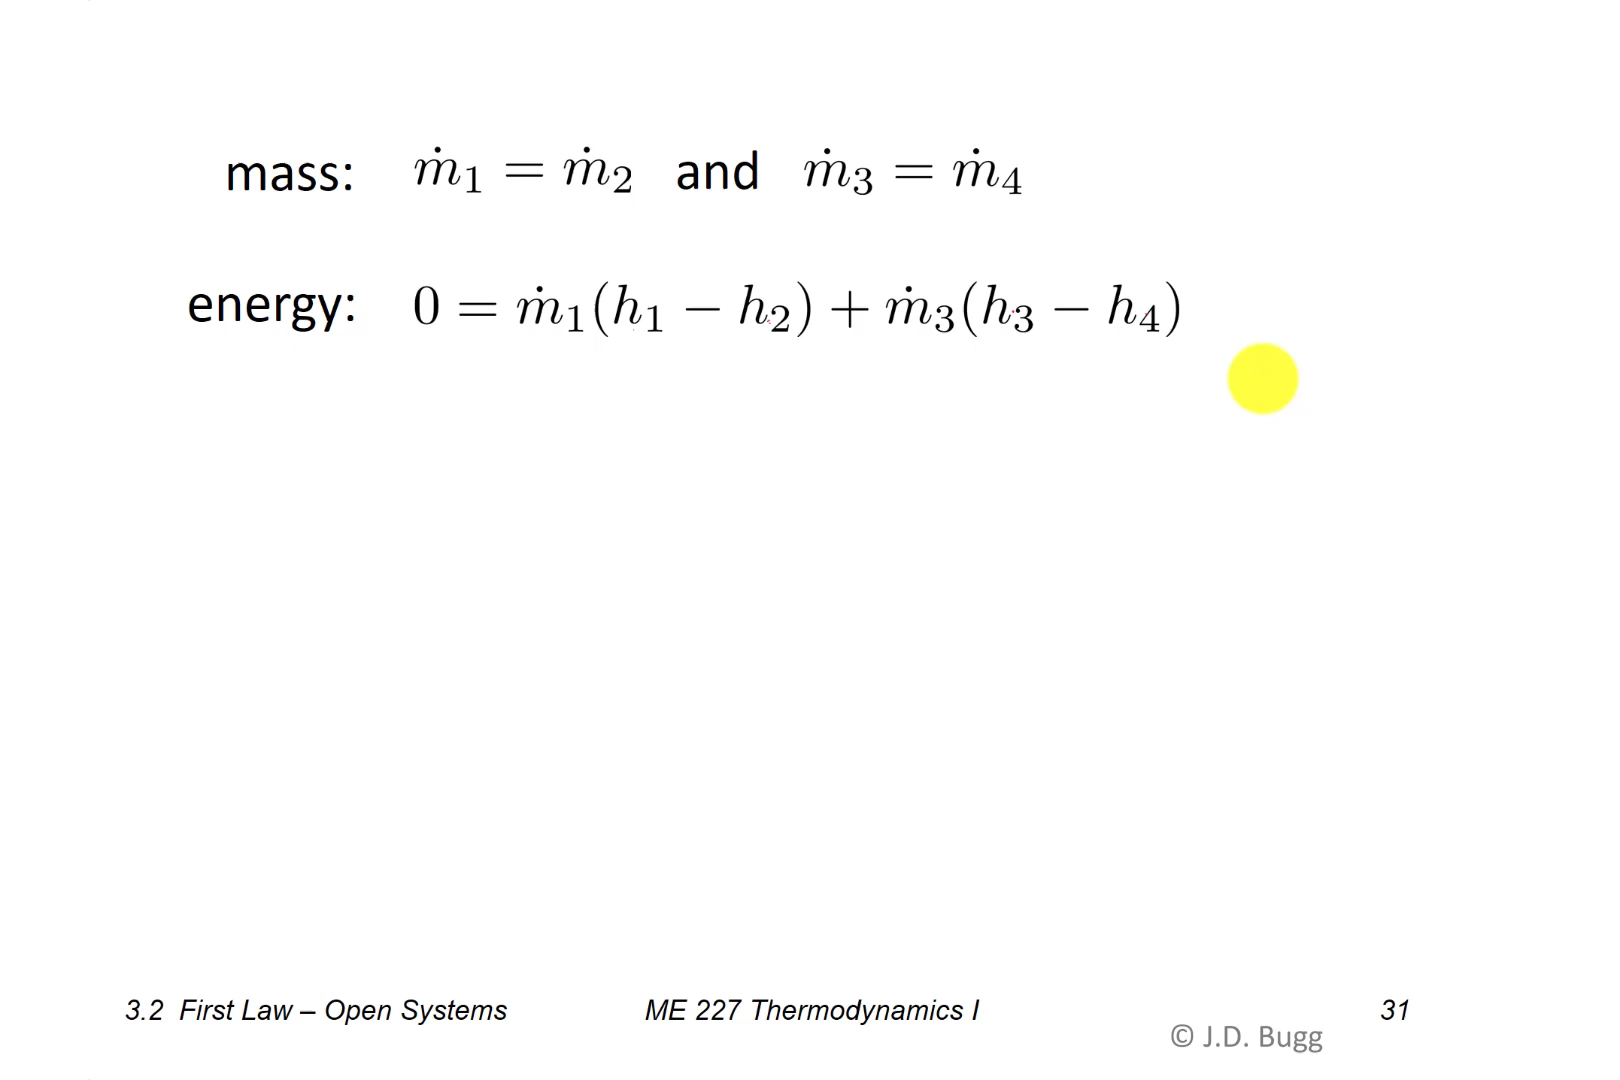 mass: ṁ₁ = ṁ₂ and ṁ₃ = ṁ₄
energy: 0 = ṁ₁(h₁ − h₂) + ṁ₃(h₃ − h₄)
3.2 First Law – Open Systems ME 227 Thermodynamics I 31
© J.D. Bugg